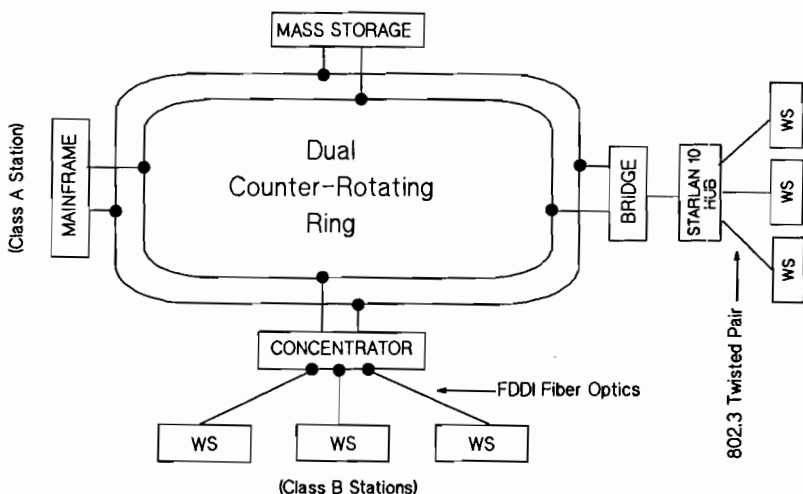 MASS STORAGE
(Class A Station)
MAINFRAME
Dual
Counter-Rotating
Ring
BRIDGE
STARLAN 10
HUB
WS
WS
WS
802.3 Twisted Pair
CONCENTRATOR
FDDI Fiber Optics
WS
WS
WS
(Class B Stations)